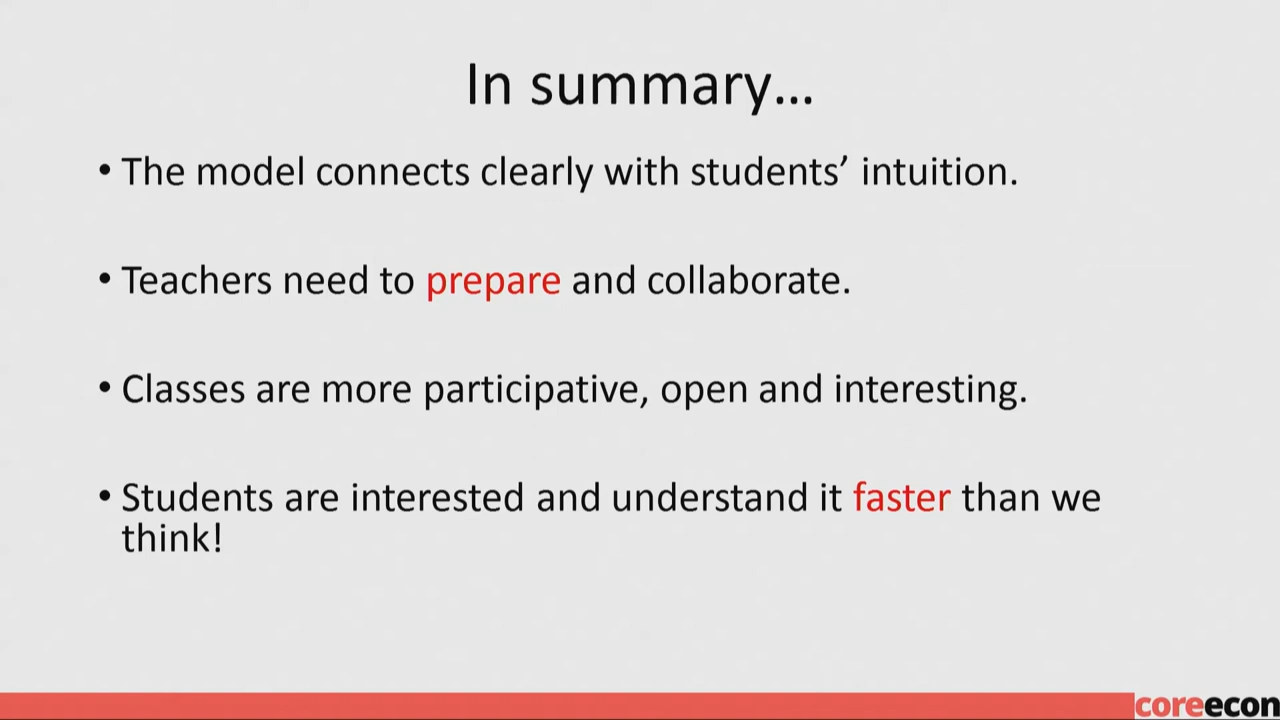 In summary…
• The model connects clearly with students’ intuition.
• Teachers need to prepare and collaborate.
• Classes are more participative, open and interesting.
• Students are interested and understand it faster than we
think!
coreecon